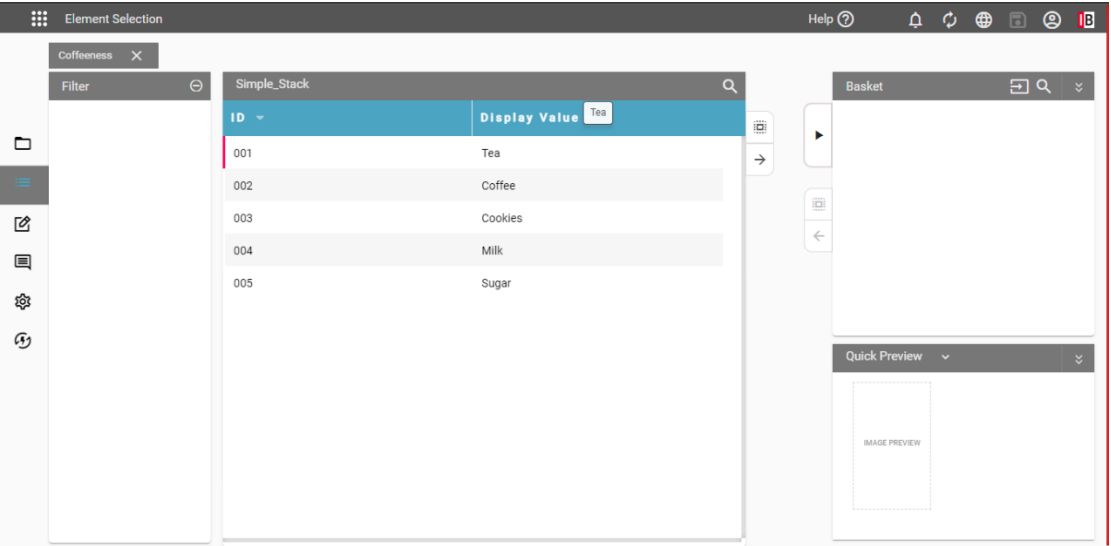 Element Selection
Help ?
IB
Coffeeness
Filter
Simple_Stack
Basket
ID
Display Value
Tea
001 Tea
002 Coffee
003 Cookies
004 Milk
005 Sugar
Quick Preview
IMAGE PREVIEW